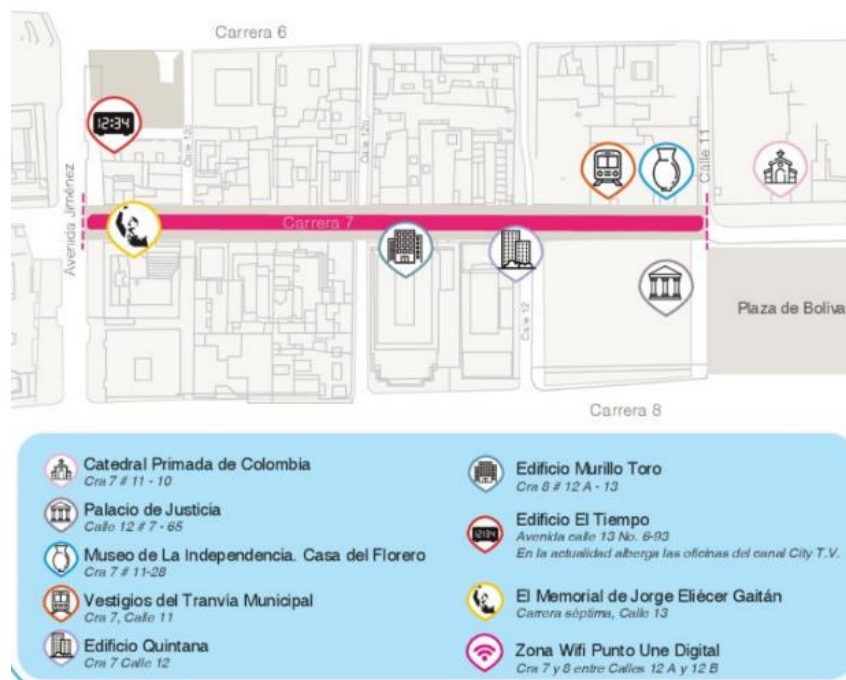 Carrera 6
12:34
Avenida Jiménez
Calle 11
Carrera 7
Calle 12
Plaza de Boliva
Carrera 8
Catedral Primada de Colombia
Cra 7 # 11 - 10
Palacio de Justicia
Calle 12 # 7 - 65
Museo de La Independencia. Casa del Florero
Cra 7 # 11-28
Vestigios del Tranvía Municipal
Cra 7, Calle 11
Edificio Quintana
Cra 7 Calle 12
Edificio Murillo Toro
Cra 8 # 12 A - 13
Edificio El Tiempo
Avenida calle 13 No. 6-93
En la actualidad alberga las oficinas del canal City T.V.
El Memorial de Jorge Eliécer Gaitán
Carrera séptima, Calle 13
Zona Wifi Punto Une Digital
Cra 7 y 8 entre Calles 12 A y 12 B